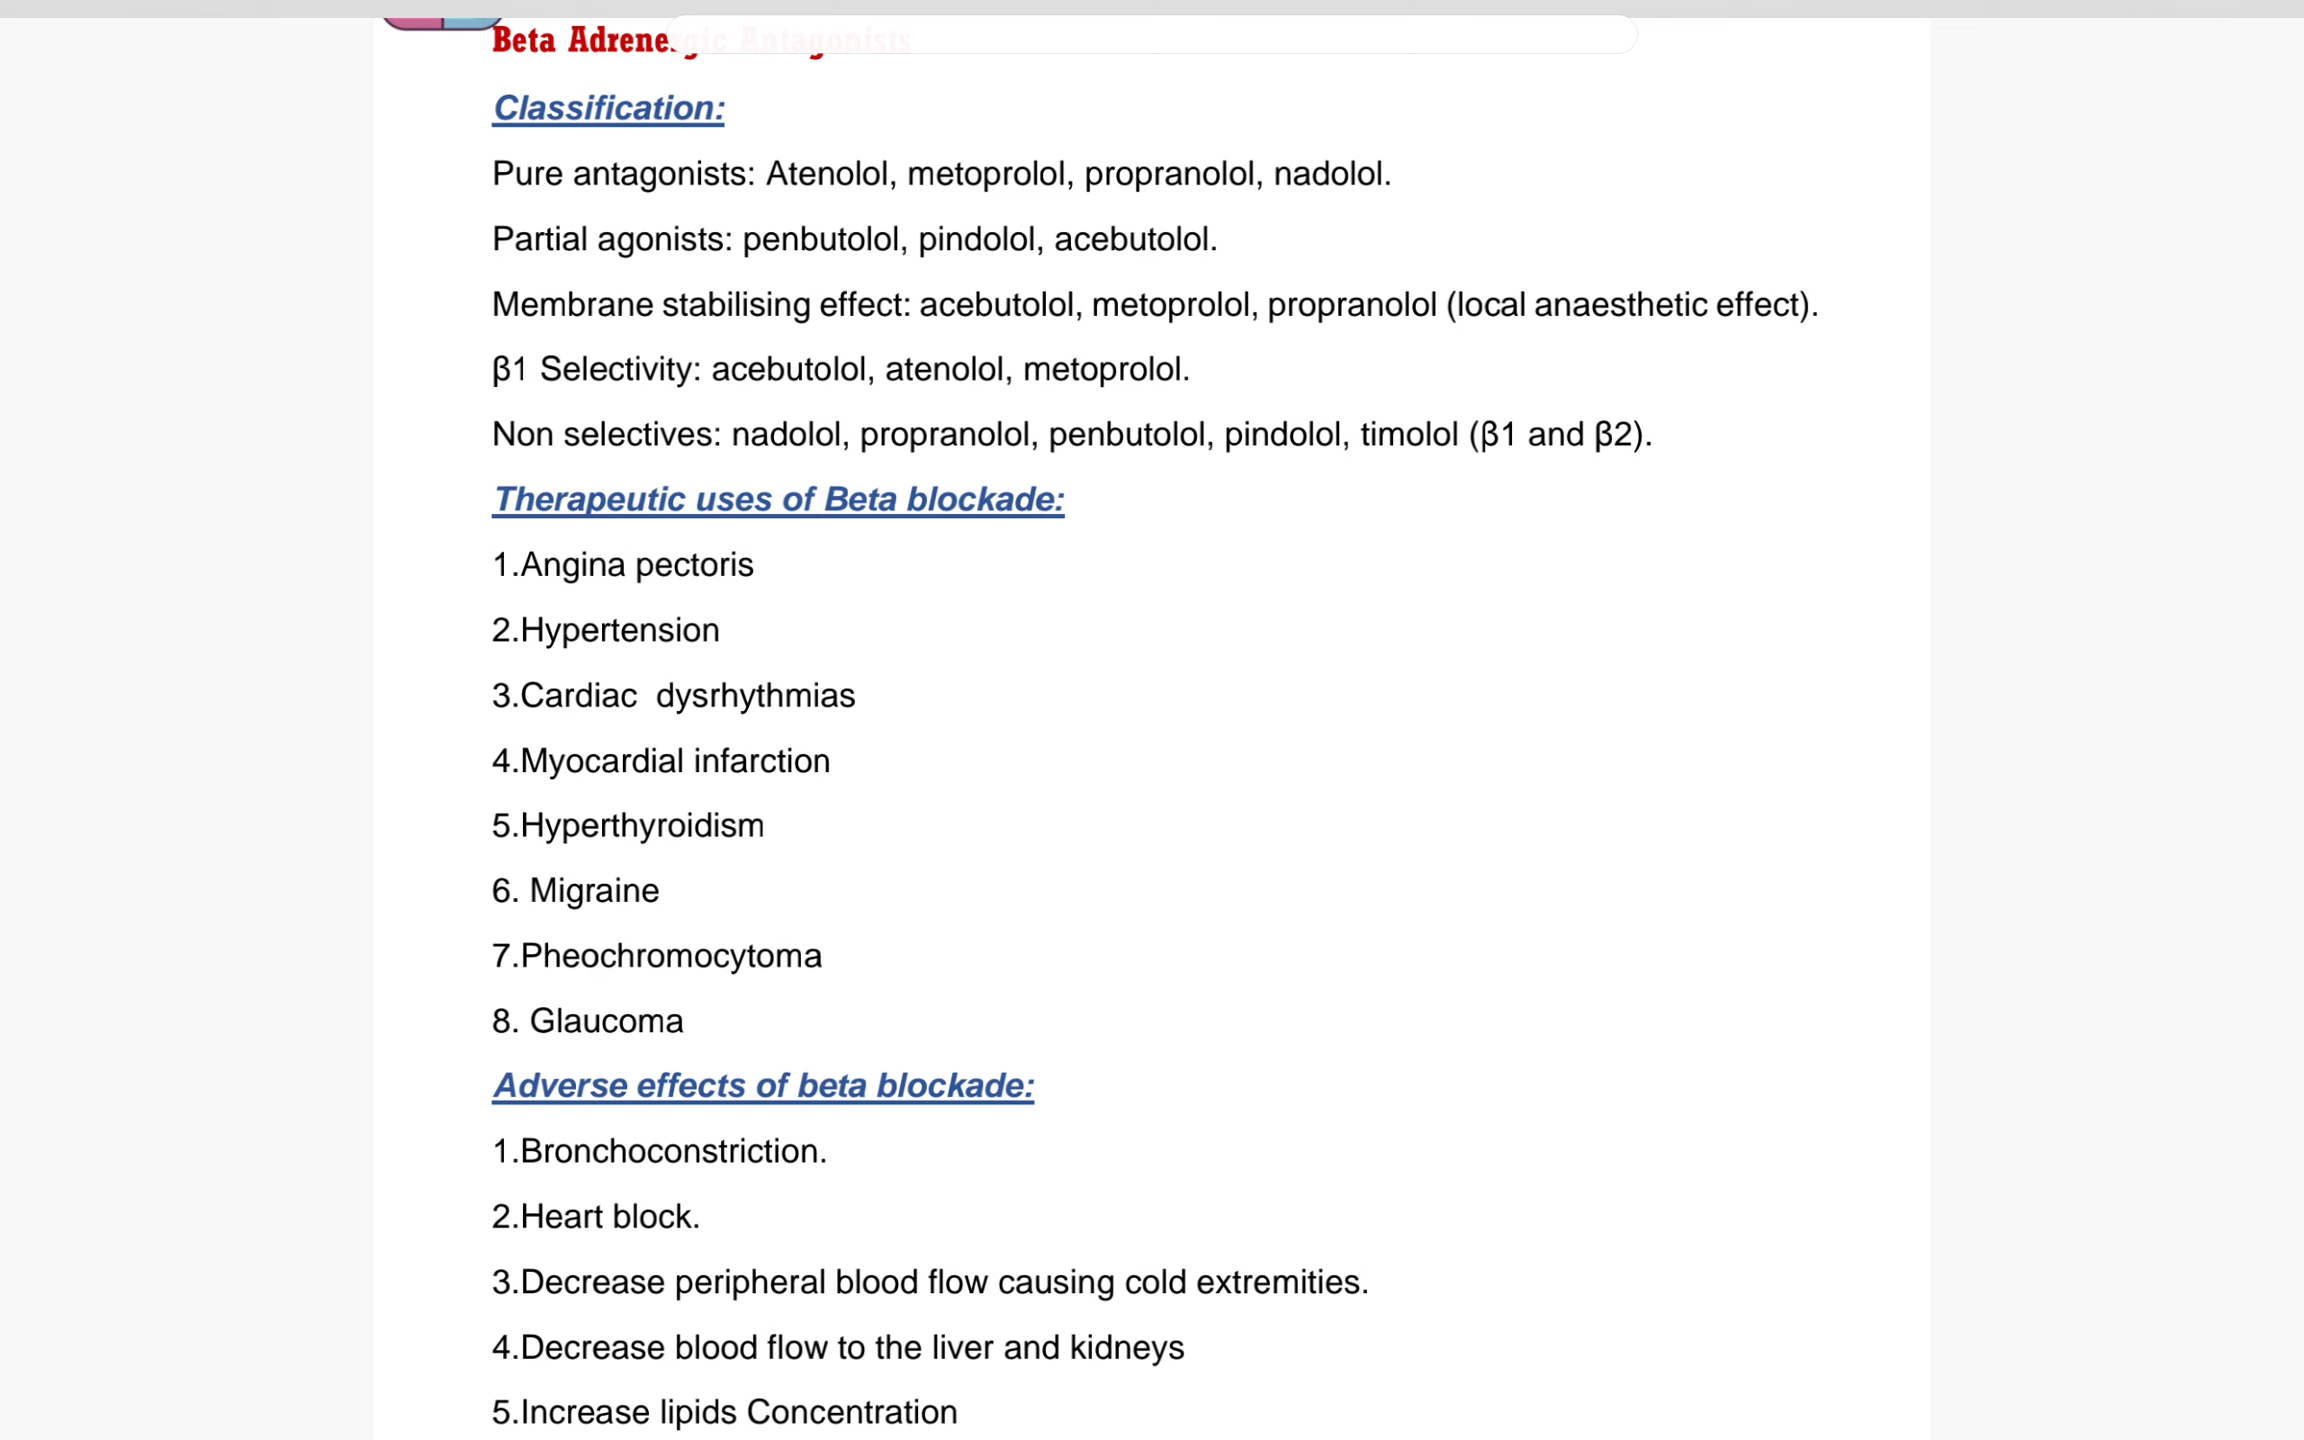 Beta Adrenergic Antagonists
Classification:
Pure antagonists: Atenolol, metoprolol, propranolol, nadolol.
Partial agonists: penbutolol, pindolol, acebutolol.
Membrane stabilising effect: acebutolol, metoprolol, propranolol (local anaesthetic effect).
β1 Selectivity: acebutolol, atenolol, metoprolol.
Non selectives: nadolol, propranolol, penbutolol, pindolol, timolol (β1 and β2).
Therapeutic uses of Beta blockade:
1.Angina pectoris
2.Hypertension
3.Cardiac  dysrhythmias
4.Myocardial infarction
5.Hyperthyroidism
6. Migraine
7.Pheochromocytoma
8. Glaucoma
Adverse effects of beta blockade:
1.Bronchoconstriction.
2.Heart block.
3.Decrease peripheral blood flow causing cold extremities.
4.Decrease blood flow to the liver and kidneys
5.Increase lipids Concentration